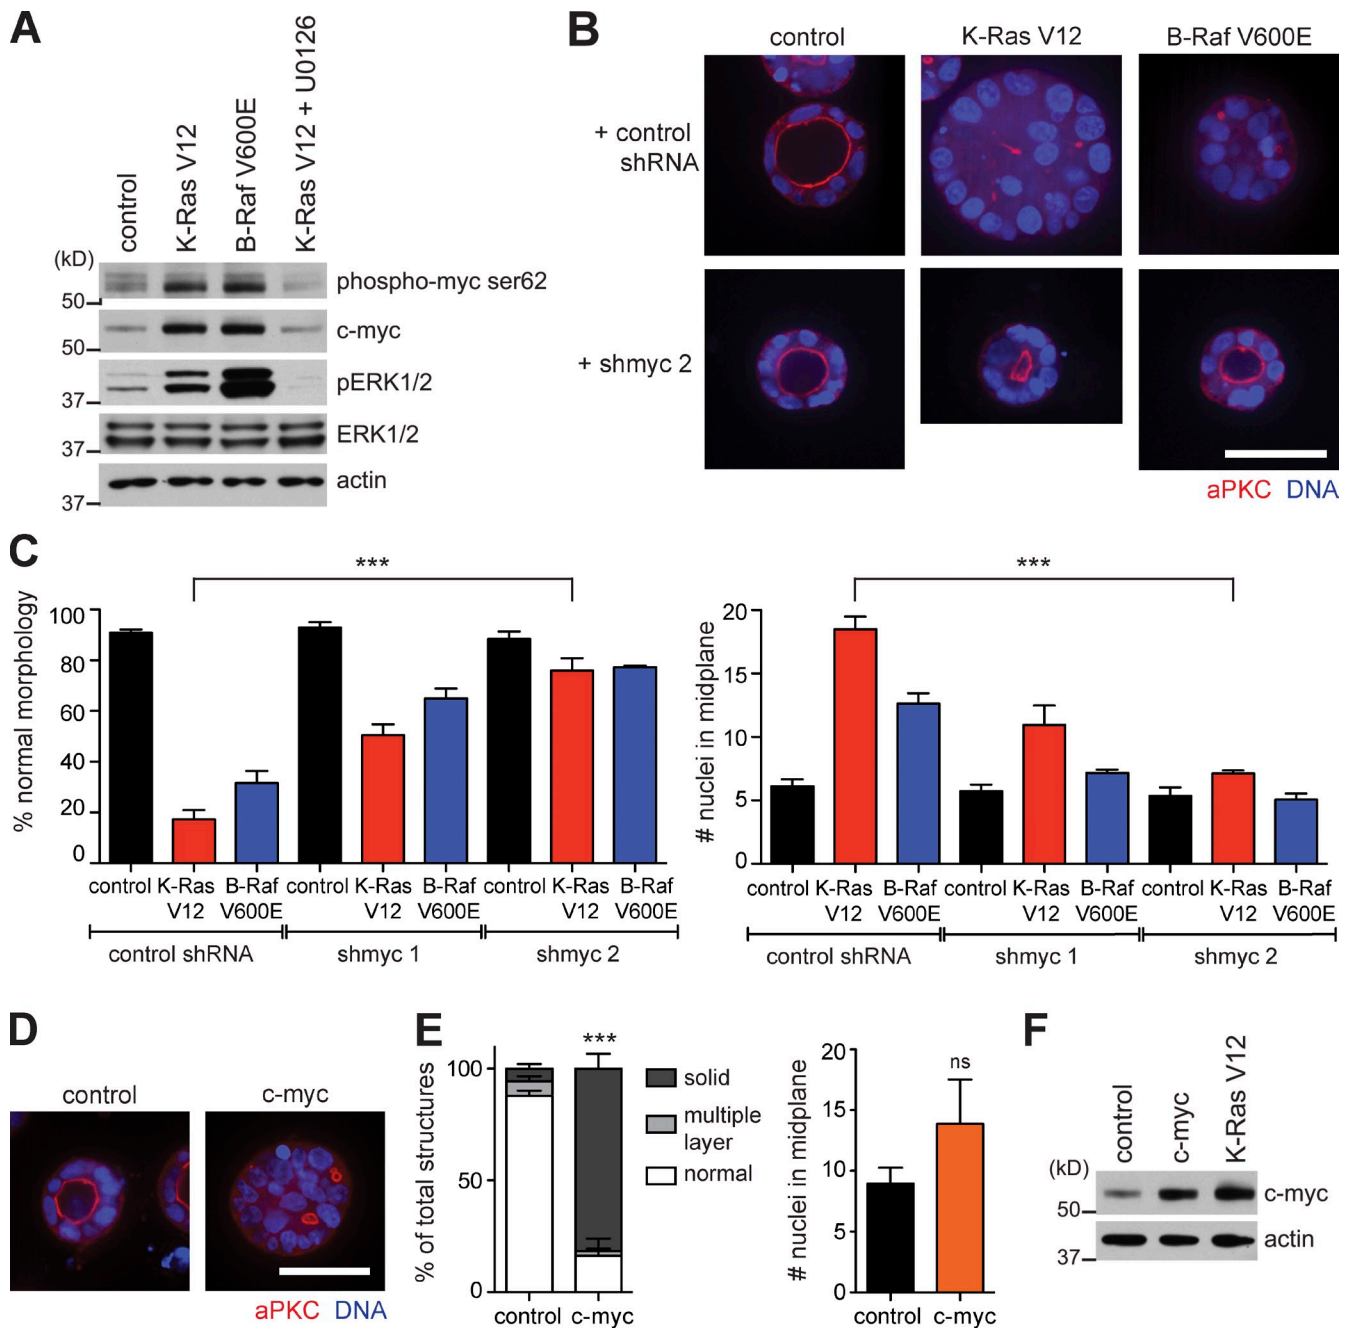 A
control
K-Ras V12
B-Raf V600E
K-Ras V12 + U0126
(kD)
50
phospho-myc ser62
50
c-myc
37
pERK1/2
37
ERK1/2
37
actin
B
control
K-Ras V12
B-Raf V600E
+ control
shRNA
+ shmyc 2
aPKC DNA
C
% normal morphology
100
80
60
40
20
0
***
control K-Ras B-Raf control K-Ras B-Raf control K-Ras B-Raf
V12 V600E V12 V600E V12 V600E
control shRNA shmyc 1 shmyc 2
# nuclei in midplane
20
15
10
5
0
***
control K-Ras B-Raf control K-Ras B-Raf control K-Ras B-Raf
V12 V600E V12 V600E V12 V600E
control shRNA shmyc 1 shmyc 2
D
control c-myc
aPKC DNA
E
% of total structures
100
50
0
***
control c-myc
solid
multiple
layer
normal
# nuclei in midplane
20
15
10
5
0
ns
control c-myc
F
control
c-myc
K-Ras V12
(kD)
50
c-myc
37
actin